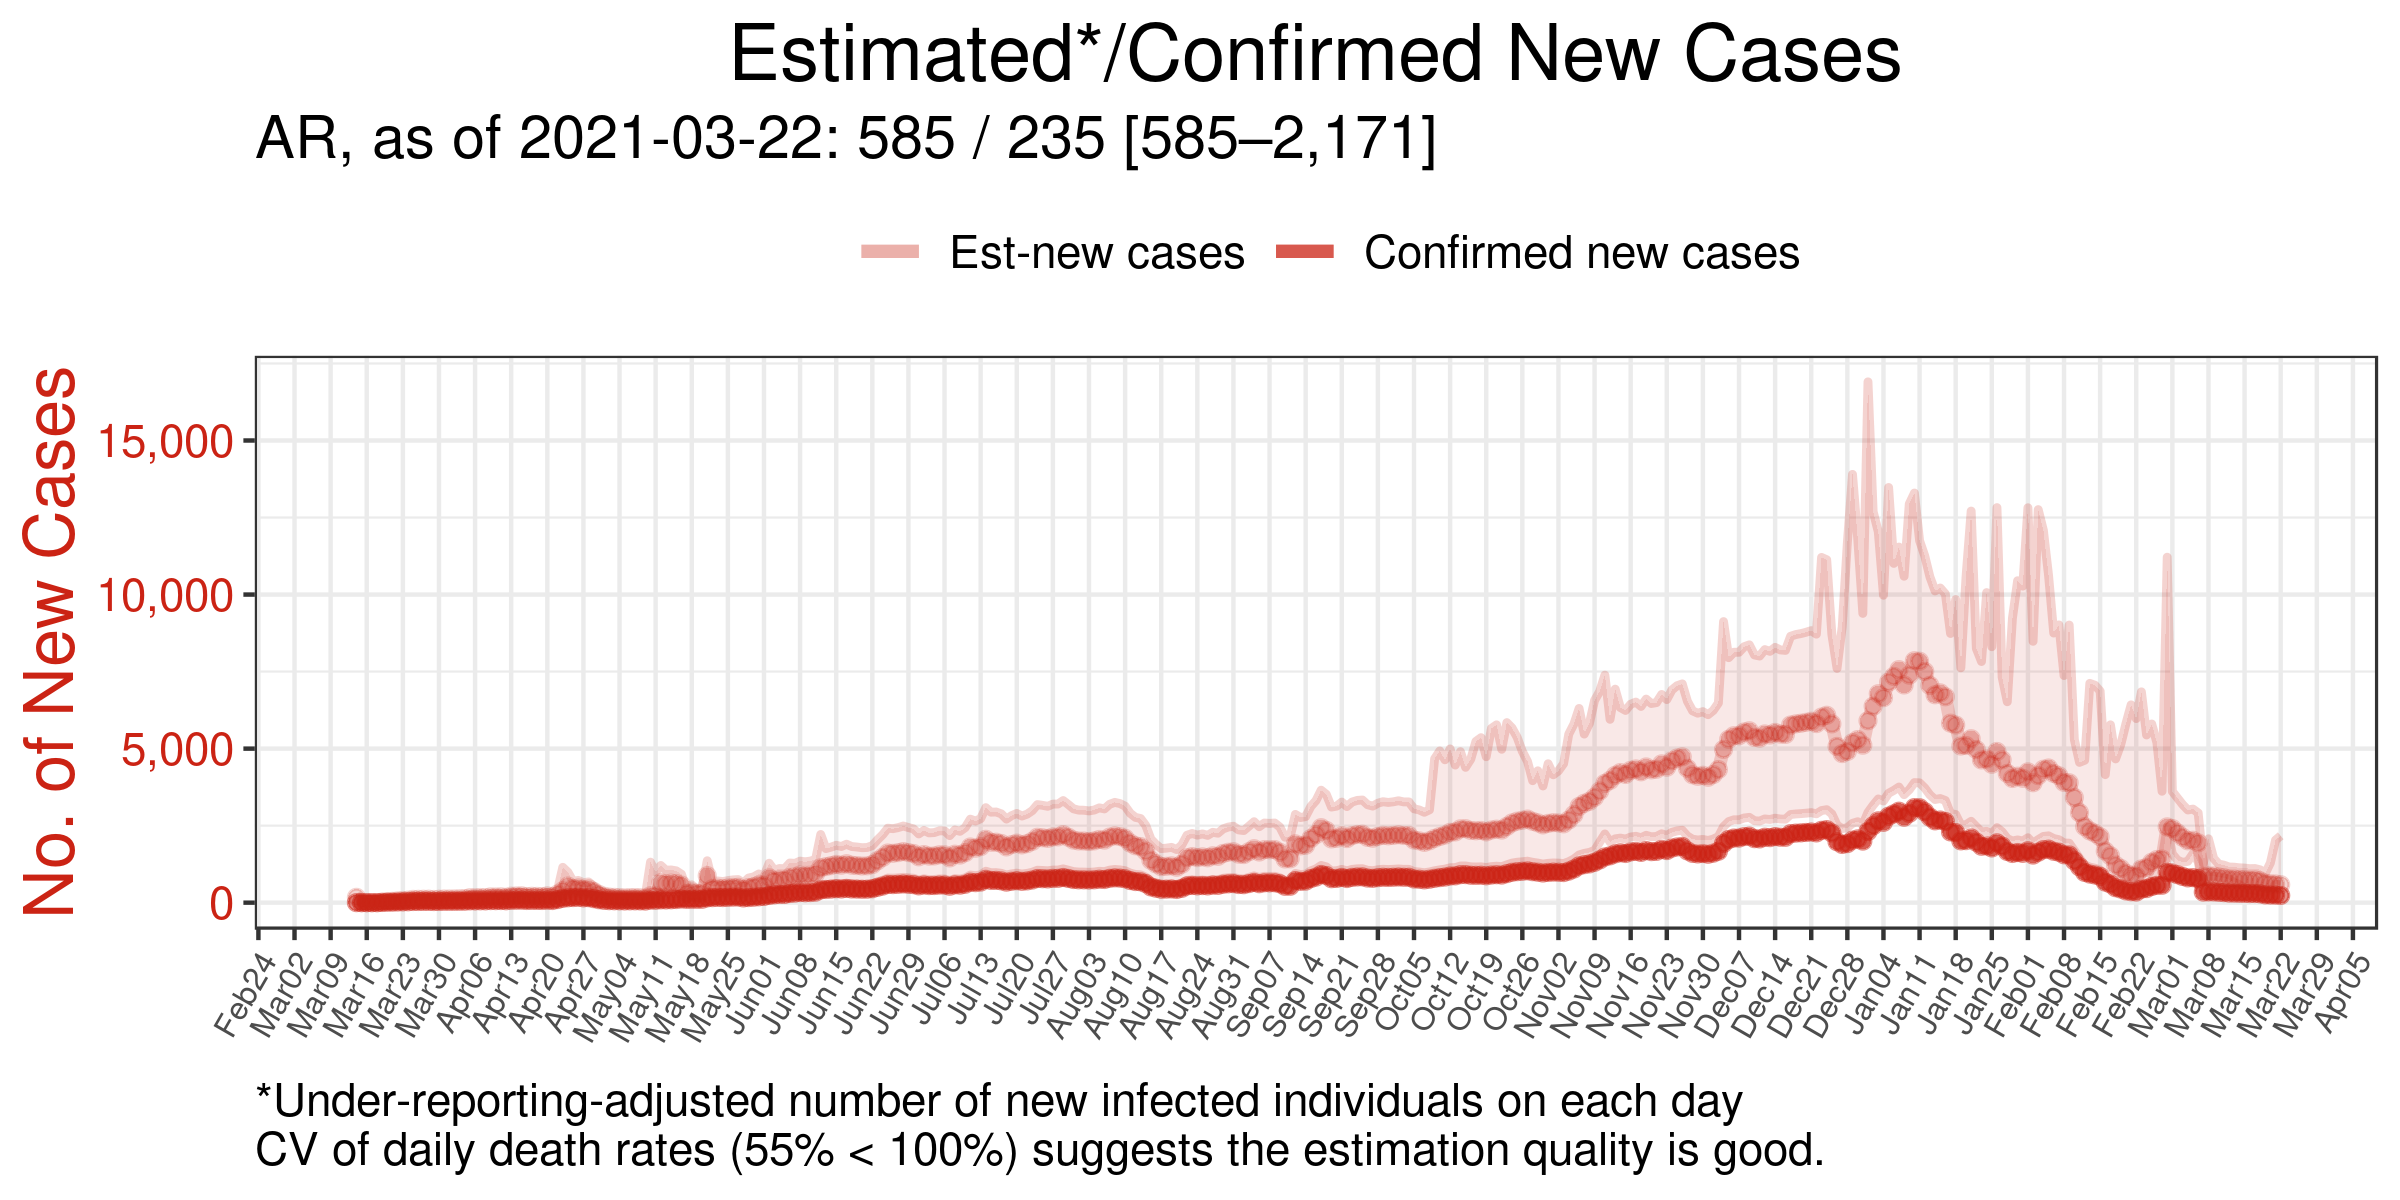 Estimated*/Confirmed New Cases
AR, as of 2021-03-22: 585 / 235 [585–2,171]
Est-new cases
Confirmed new cases
No. of New Cases
15,000
10,000
5,000
0
Feb24
Mar02
Mar09
Mar16
Mar23
Mar30
Apr06
Apr13
Apr20
Apr27
May04
May11
May18
May25
Jun01
Jun08
Jun15
Jun22
Jun29
Jul06
Jul13
Jul20
Jul27
Aug03
Aug10
Aug17
Aug24
Aug31
Sep07
Sep14
Sep21
Sep28
Oct05
Oct12
Oct19
Oct26
Nov02
Nov09
Nov16
Nov23
Nov30
Dec07
Dec14
Dec21
Dec28
Jan04
Jan11
Jan18
Jan25
Feb01
Feb08
Feb15
Feb22
Mar01
Mar08
Mar15
Mar22
Mar29
Apr05
*Under-reporting-adjusted number of new infected individuals on each day
CV of daily death rates (55% < 100%) suggests the estimation quality is good.